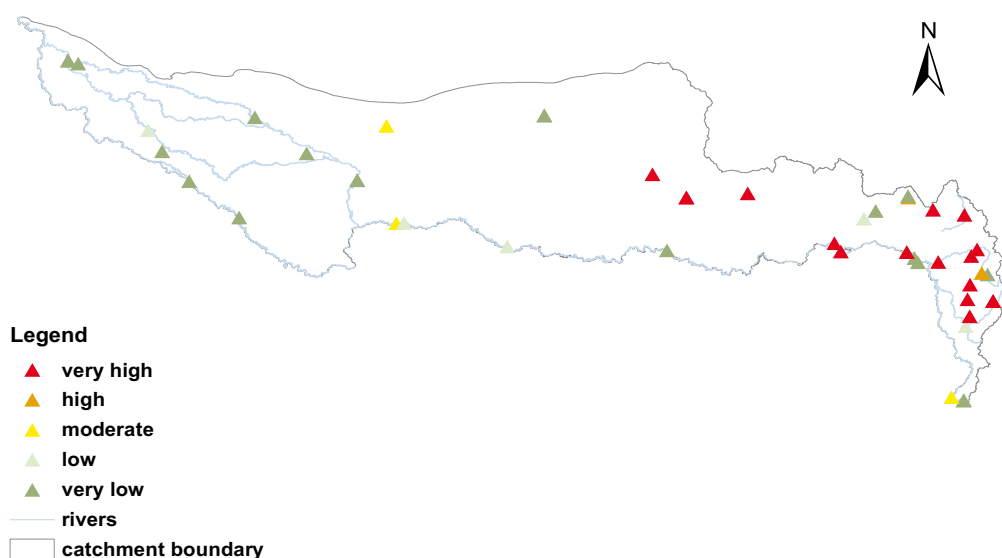 N
Legend
very high
high
moderate
low
very low
rivers
catchment boundary